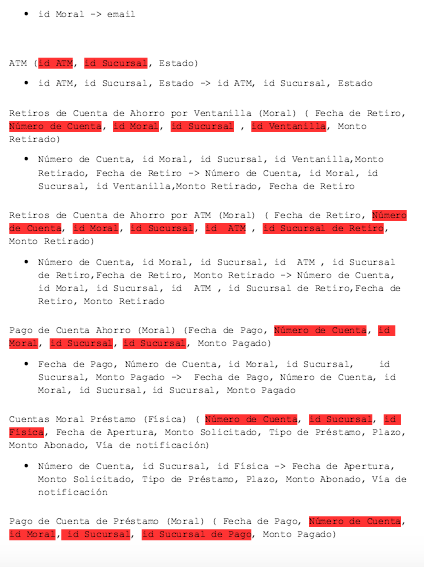 • id Moral -> email
ATM (id ATM, id Sucursal, Estado)
• id ATM, id Sucursal, Estado -> id ATM, id Sucursal, Estado
Retiros de Cuenta de Ahorro por Ventanilla (Moral) ( Fecha de Retiro,
Número de Cuenta, id Moral, id Sucursal , id Ventanilla, Monto
Retirado)
• Número de Cuenta, id Moral, id Sucursal, id Ventanilla,Monto
Retirado, Fecha de Retiro -> Número de Cuenta, id Moral, id
Sucursal, id Ventanilla,Monto Retirado, Fecha de Retiro
Retiros de Cuenta de Ahorro por ATM (Moral) ( Fecha de Retiro, Número
de Cuenta, id Moral, id Sucursal, id ATM , id Sucursal de Retiro,
Monto Retirado)
• Número de Cuenta, id Moral, id Sucursal, id ATM , id Sucursal
de Retiro,Fecha de Retiro, Monto Retirado -> Número de Cuenta,
id Moral, id Sucursal, id ATM , id Sucursal de Retiro,Fecha de
Retiro, Monto Retirado
Pago de Cuenta Ahorro (Moral) (Fecha de Pago, Número de Cuenta, id
Moral, id Sucursal, id Sucursal, Monto Pagado)
• Fecha de Pago, Número de Cuenta, id Moral, id Sucursal, id
Sucursal, Monto Pagado -> Fecha de Pago, Número de Cuenta, id
Moral, id Sucursal, id Sucursal, Monto Pagado
Cuentas Moral Préstamo (Física) ( Número de Cuenta, id Sucursal, id
Física, Fecha de Apertura, Monto Solicitado, Tipo de Préstamo, Plazo,
Monto Abonado, Vía de notificación)
• Número de Cuenta, id Sucursal, id Física -> Fecha de Apertura,
Monto Solicitado, Tipo de Préstamo, Plazo, Monto Abonado, Vía de
notificación
Pago de Cuenta de Préstamo (Moral) ( Fecha de Pago, Número de Cuenta,
id Moral, id Sucursal, id Sucursal de Pago, Monto Pagado)